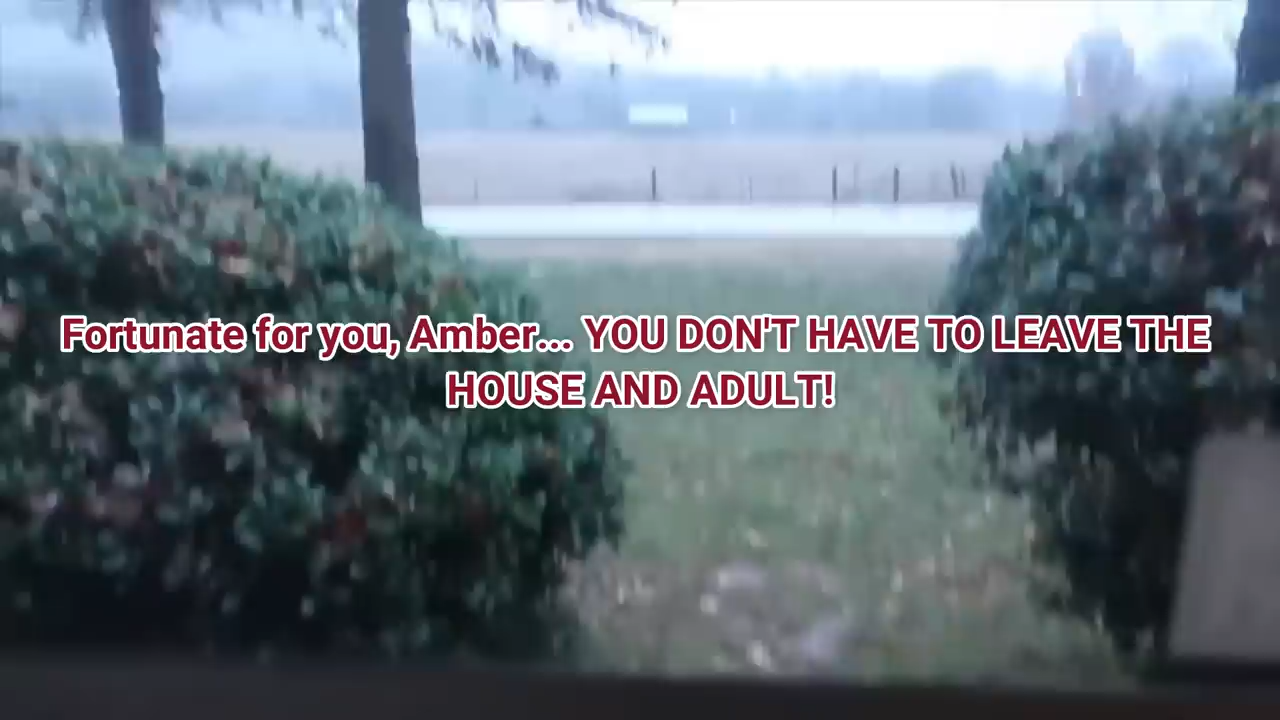 Fortunate for you, Amber... YOU DON'T HAVE TO LEAVE THE
HOUSE AND ADULT!